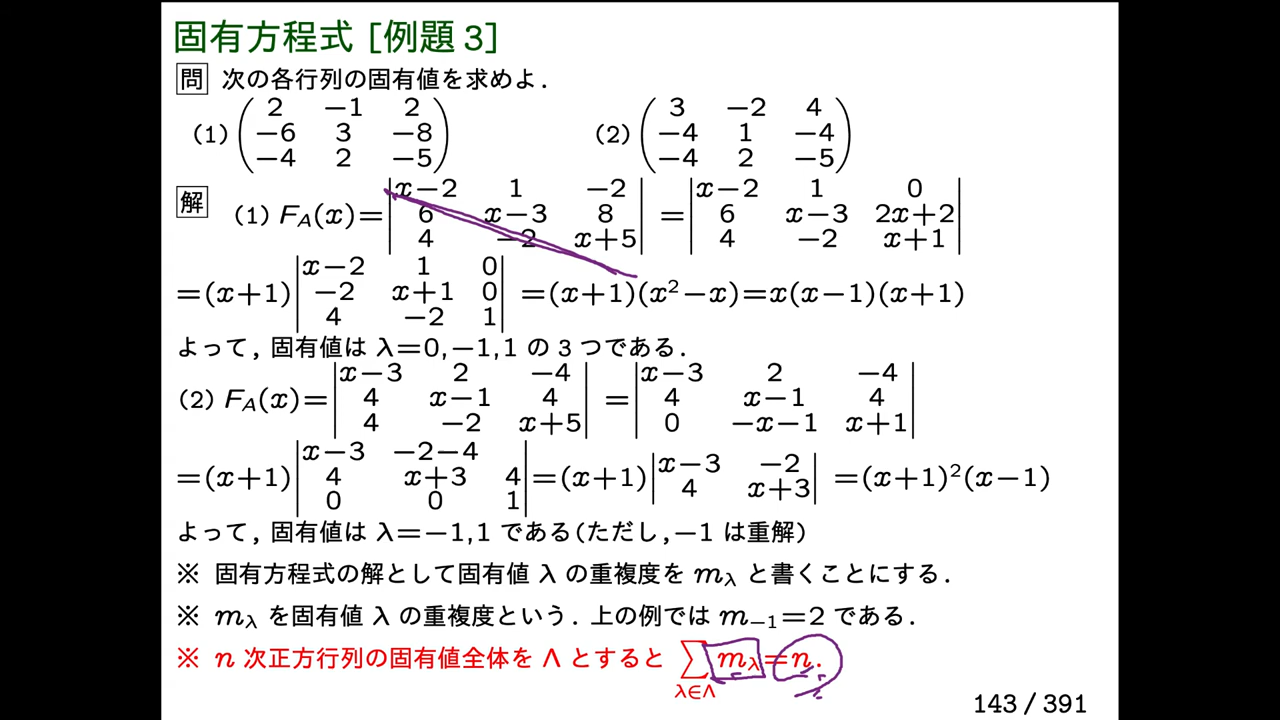 固有方程式 [例題 3]
問 次の各行列の固有値を求めよ.
(1) ( 2 −1 2
−6 3 −8
−4 2 −5 )
(2) ( 3 −2 4
−4 1 −4
−4 2 −5 )
解 (1) F_A(x)= | x−2 1 −2
6 x−3 8
4 −2 x+5 |
= | x−2 1 0
6 x−3 2x+2
4 −2 x+1 |
=(x+1) | x−2 1 0
−2 x+1 0
4 −2 1 | =(x+1)(x²−x)=x(x−1)(x+1)
よって, 固有値は λ=0,−1,1 の 3 つである.
(2) F_A(x)= | x−3 2 −4
4 x−1 4
4 −2 x+5 |
= | x−3 2 −4
4 x−1 4
0 −x−1 x+1 |
=(x+1) | x−3 −2−4
4 x+3 4
0 0 1 |
=(x+1) | x−3 −2
4 x+3 | =(x+1)²(x−1)
よって, 固有値は λ=−1,1 である(ただし,−1 は重解)
※ 固有方程式の解として固有値 λ の重複度を m_λ と書くことにする.
※ m_λ を固有値 λ の重複度という. 上の例では m₋₁=2 である.
※ n 次正方行列の固有値全体を Λ とすると ∑_{λ∈Λ} m_λ=n.
143 / 391